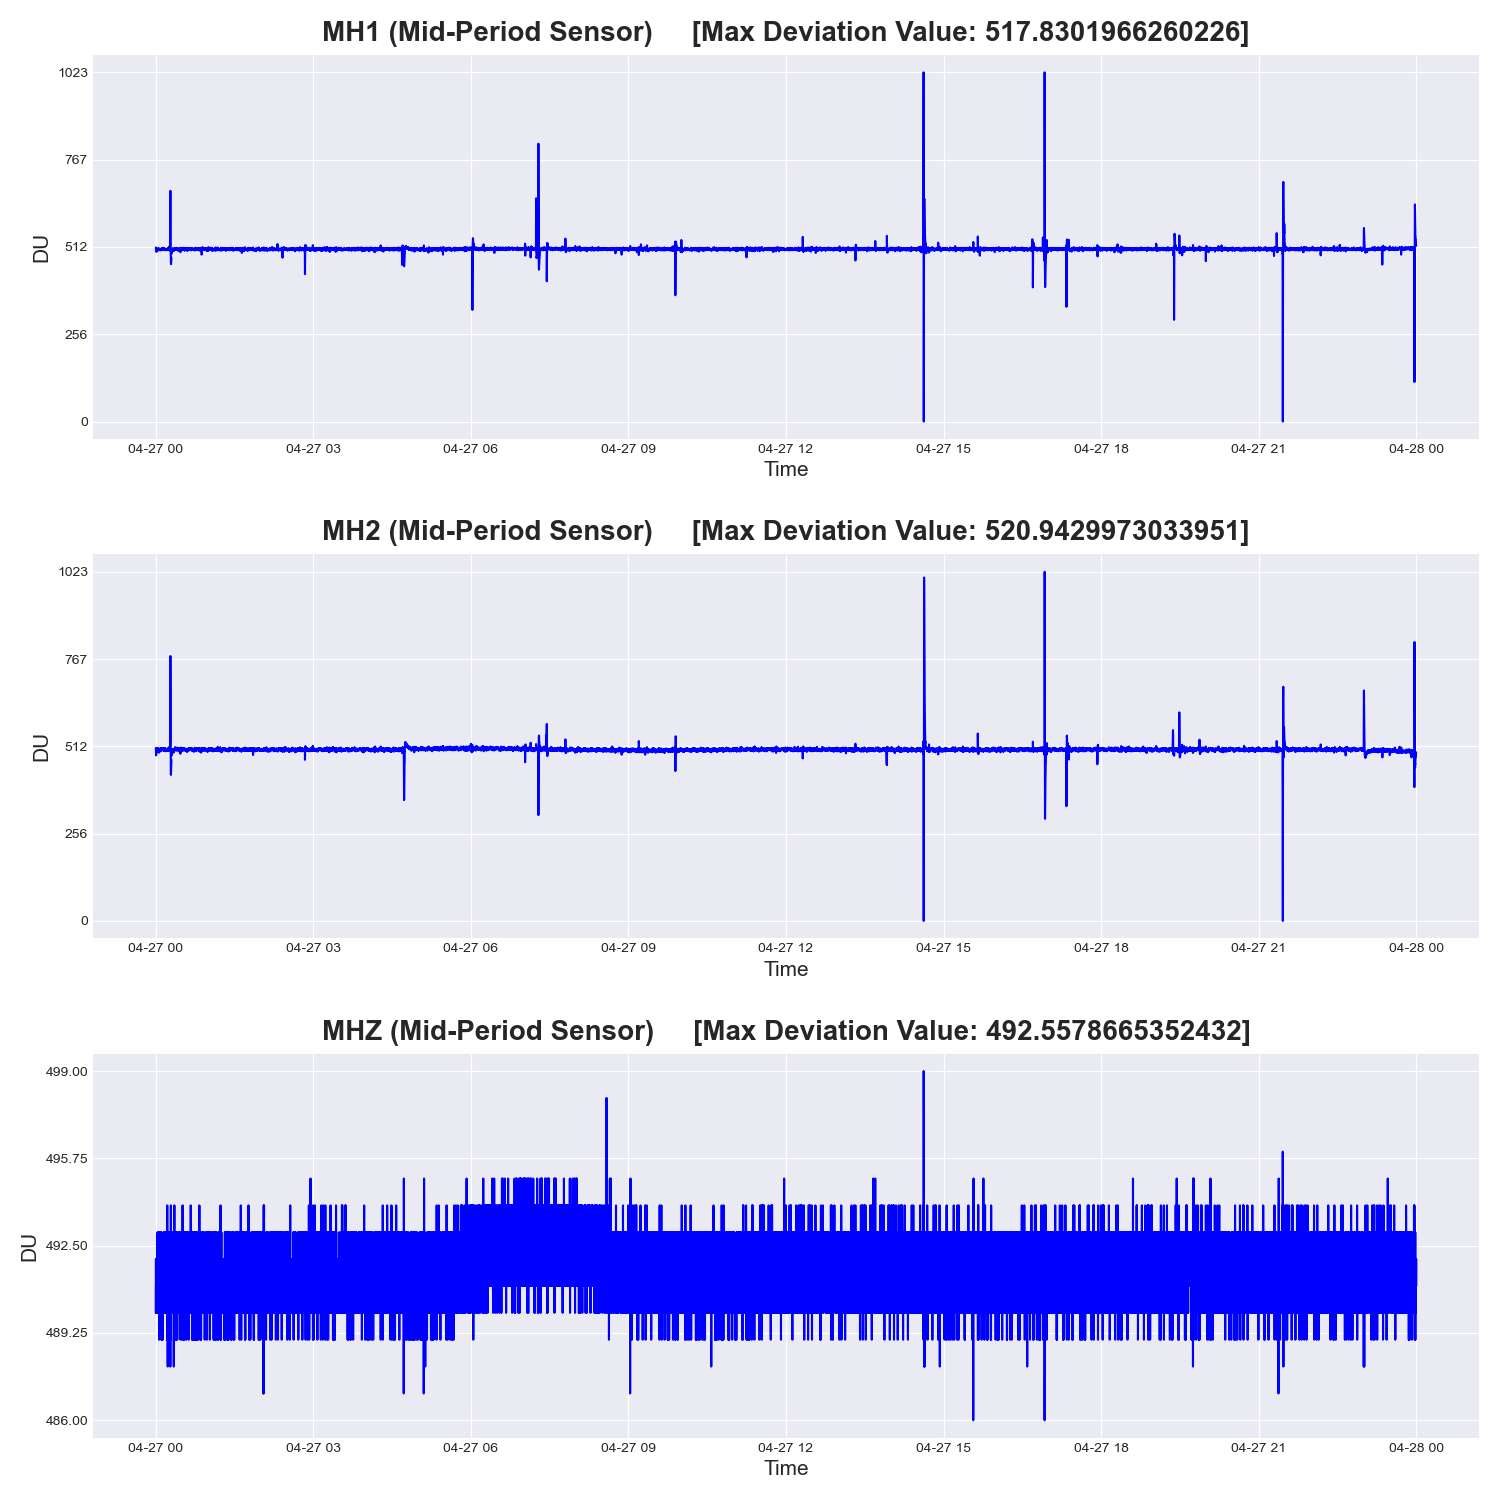 MH1 (Mid-Period Sensor) [Max Deviation Value: 517.8301966260226]
1023
767
512
256
0
DU
04-27 00 04-27 03 04-27 06 04-27 09 04-27 12 04-27 15 04-27 18 04-27 21 04-28 00
Time
MH2 (Mid-Period Sensor) [Max Deviation Value: 520.9429973033951]
1023
767
512
256
0
DU
04-27 00 04-27 03 04-27 06 04-27 09 04-27 12 04-27 15 04-27 18 04-27 21 04-28 00
Time
MHZ (Mid-Period Sensor) [Max Deviation Value: 492.5578665352432]
499.00
495.75
492.50
489.25
486.00
DU
04-27 00 04-27 03 04-27 06 04-27 09 04-27 12 04-27 15 04-27 18 04-27 21 04-28 00
Time